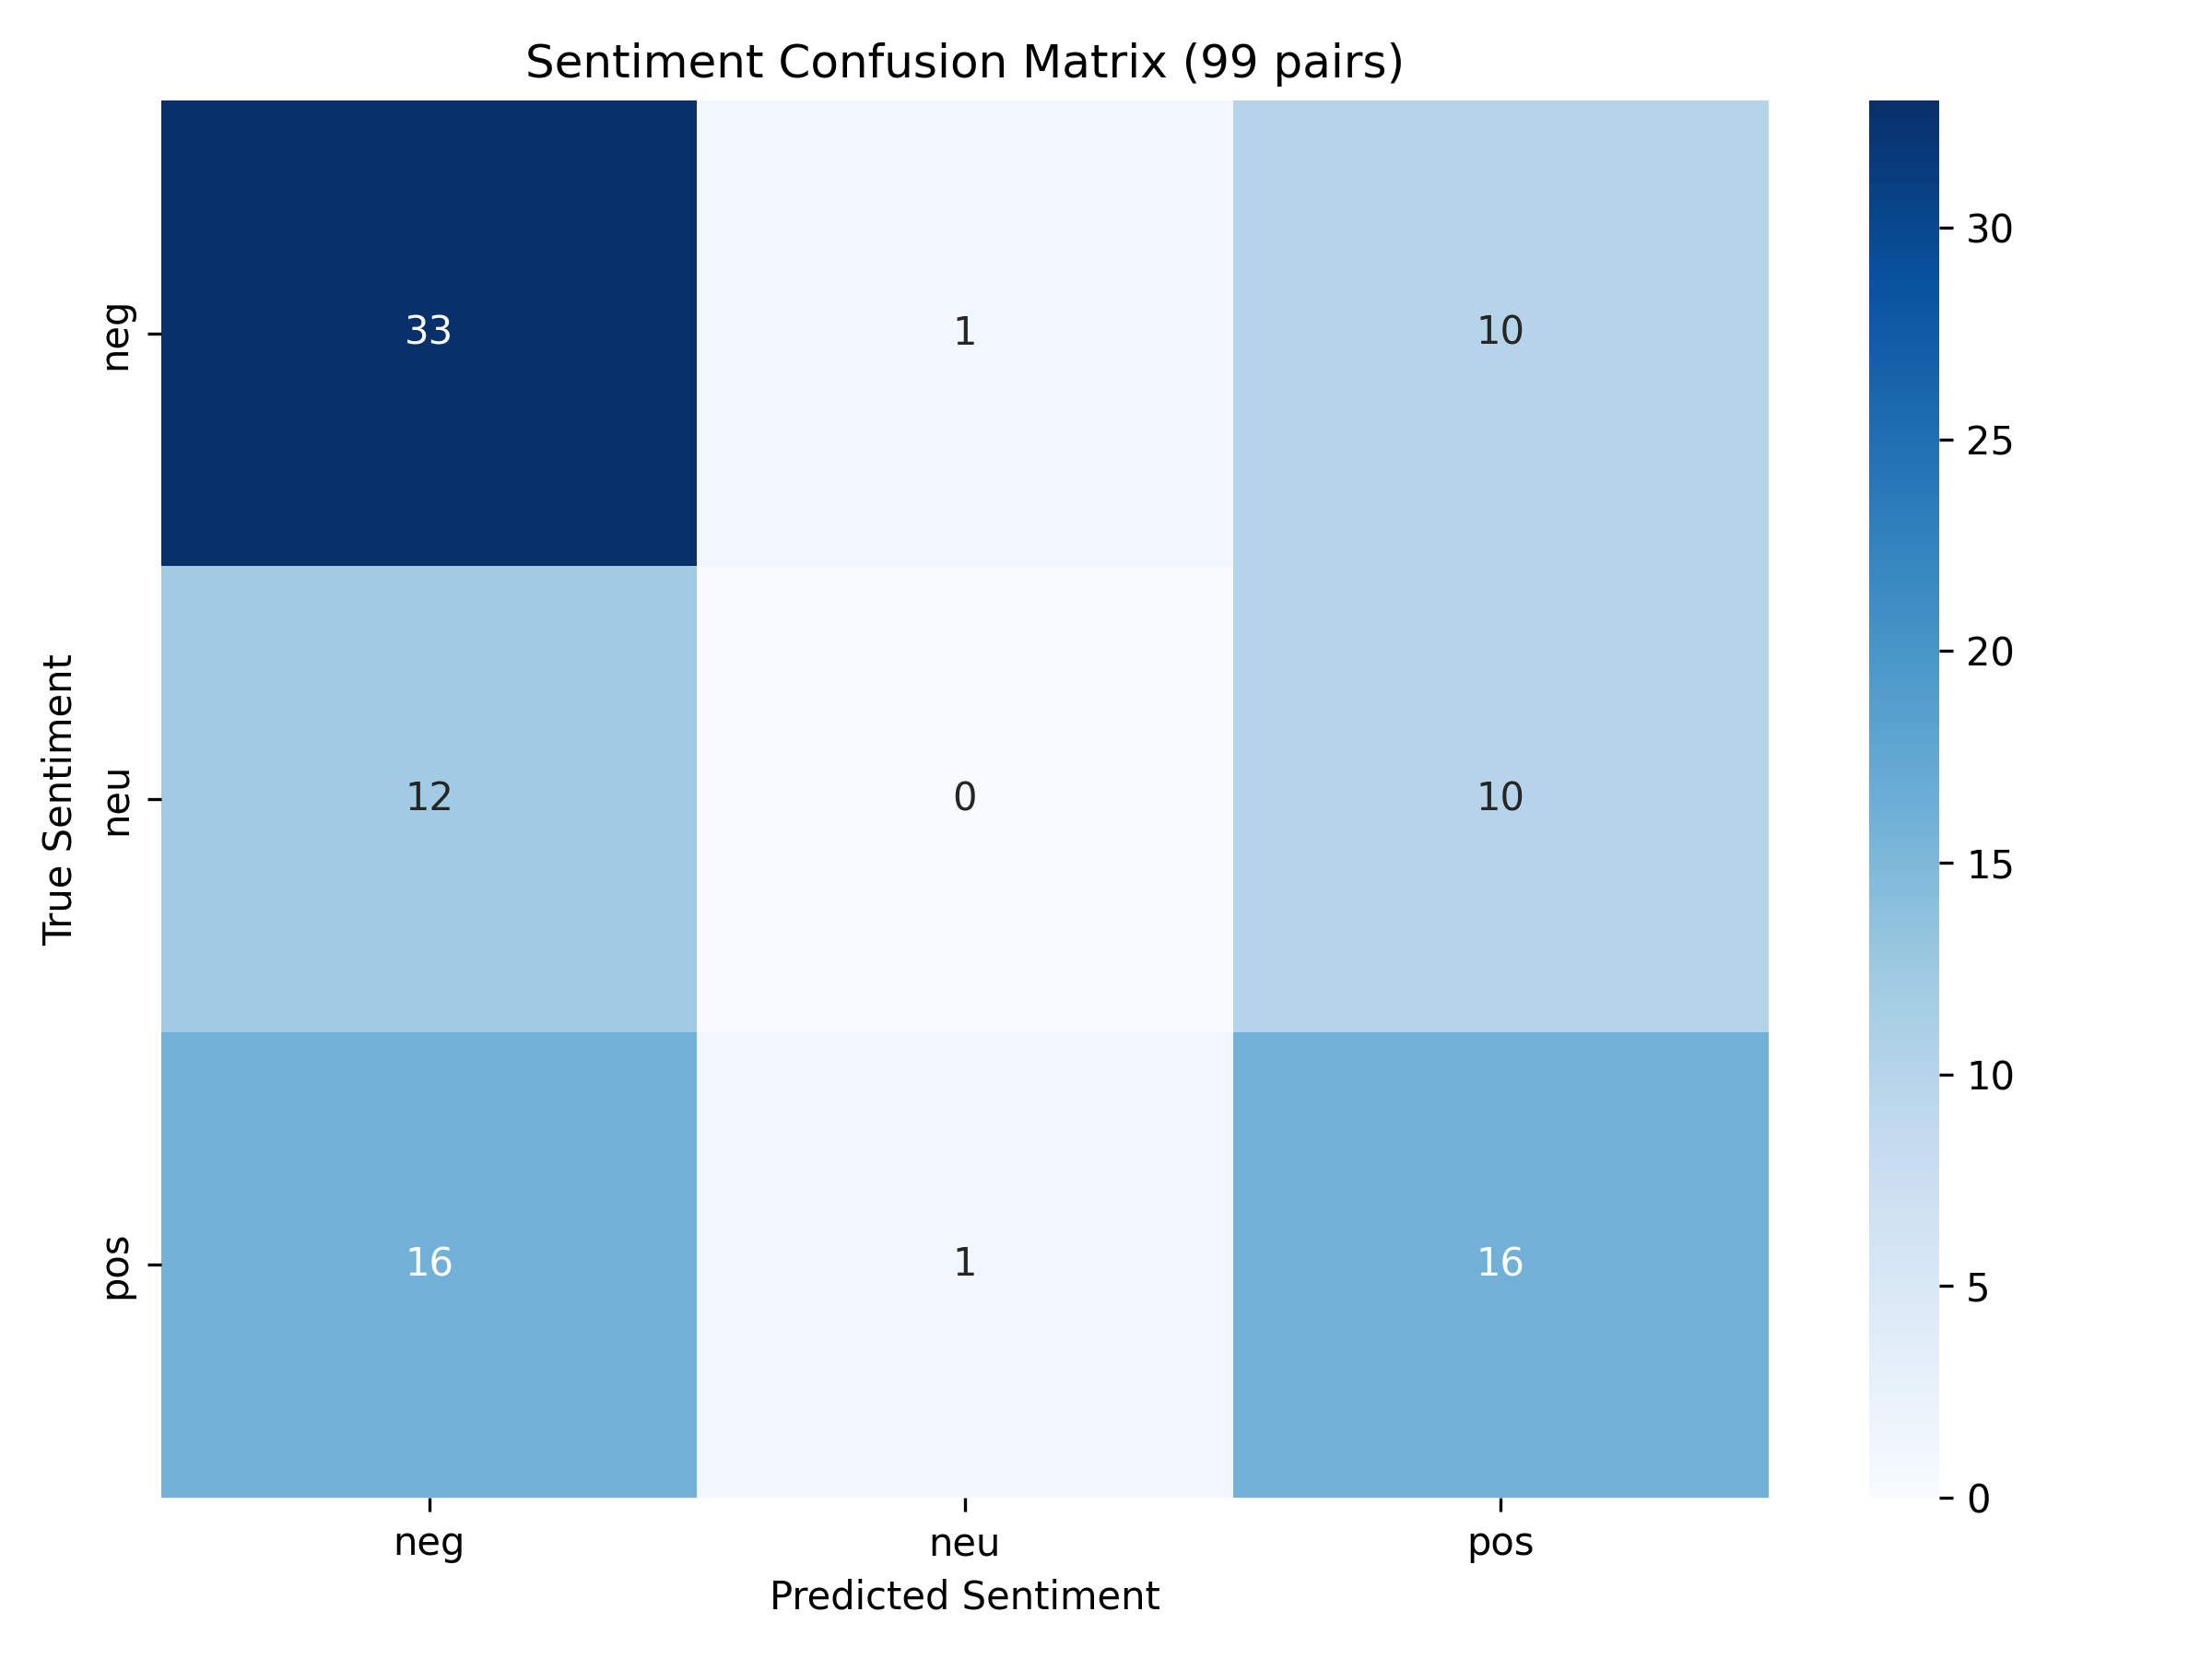 Sentiment Confusion Matrix (99 pairs)
True Sentiment
neg
33 1 10
neu
12 0 10
pos
16 1 16
neg neu pos
Predicted Sentiment
30
25
20
15
10
5
0